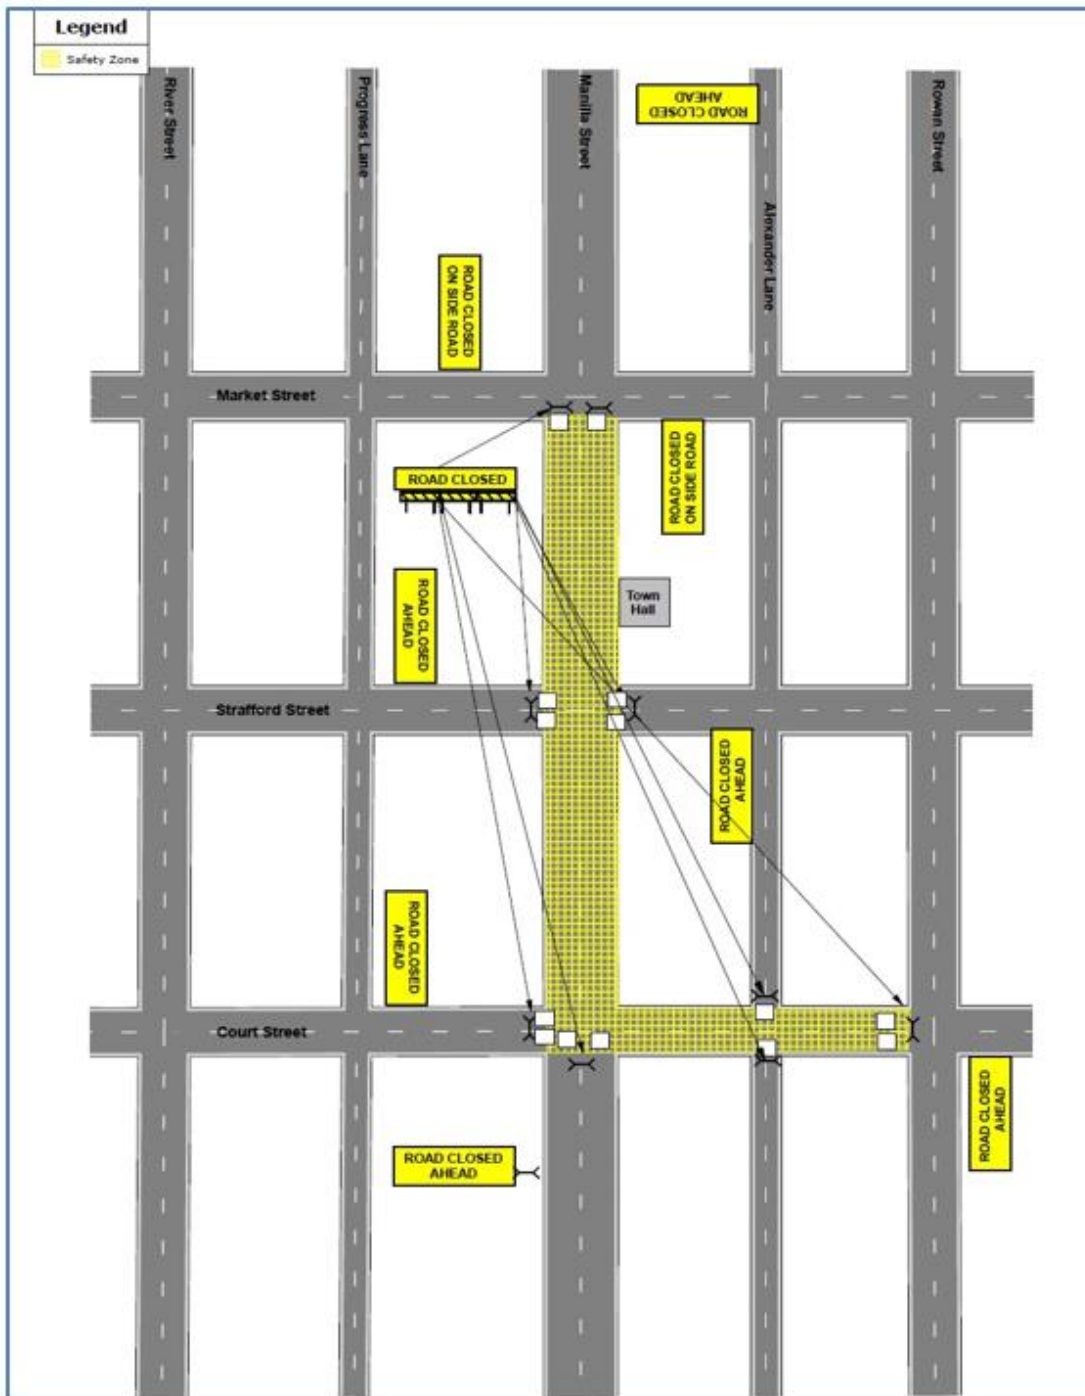 Legend
Safety Zone
River Street
Progress Lane
Manilla Street
ROAD CLOSED
AHEAD
Alexander Lane
Rowan Street
ROAD CLOSED
ON SIDE ROAD
Market Street
ROAD CLOSED
ON SIDE ROAD
ROAD CLOSED
ROAD CLOSED
AHEAD
Town
Hall
Strafford Street
ROAD CLOSED
AHEAD
ROAD CLOSED
AHEAD
Court Street
ROAD CLOSED
AHEAD
ROAD CLOSED
AHEAD